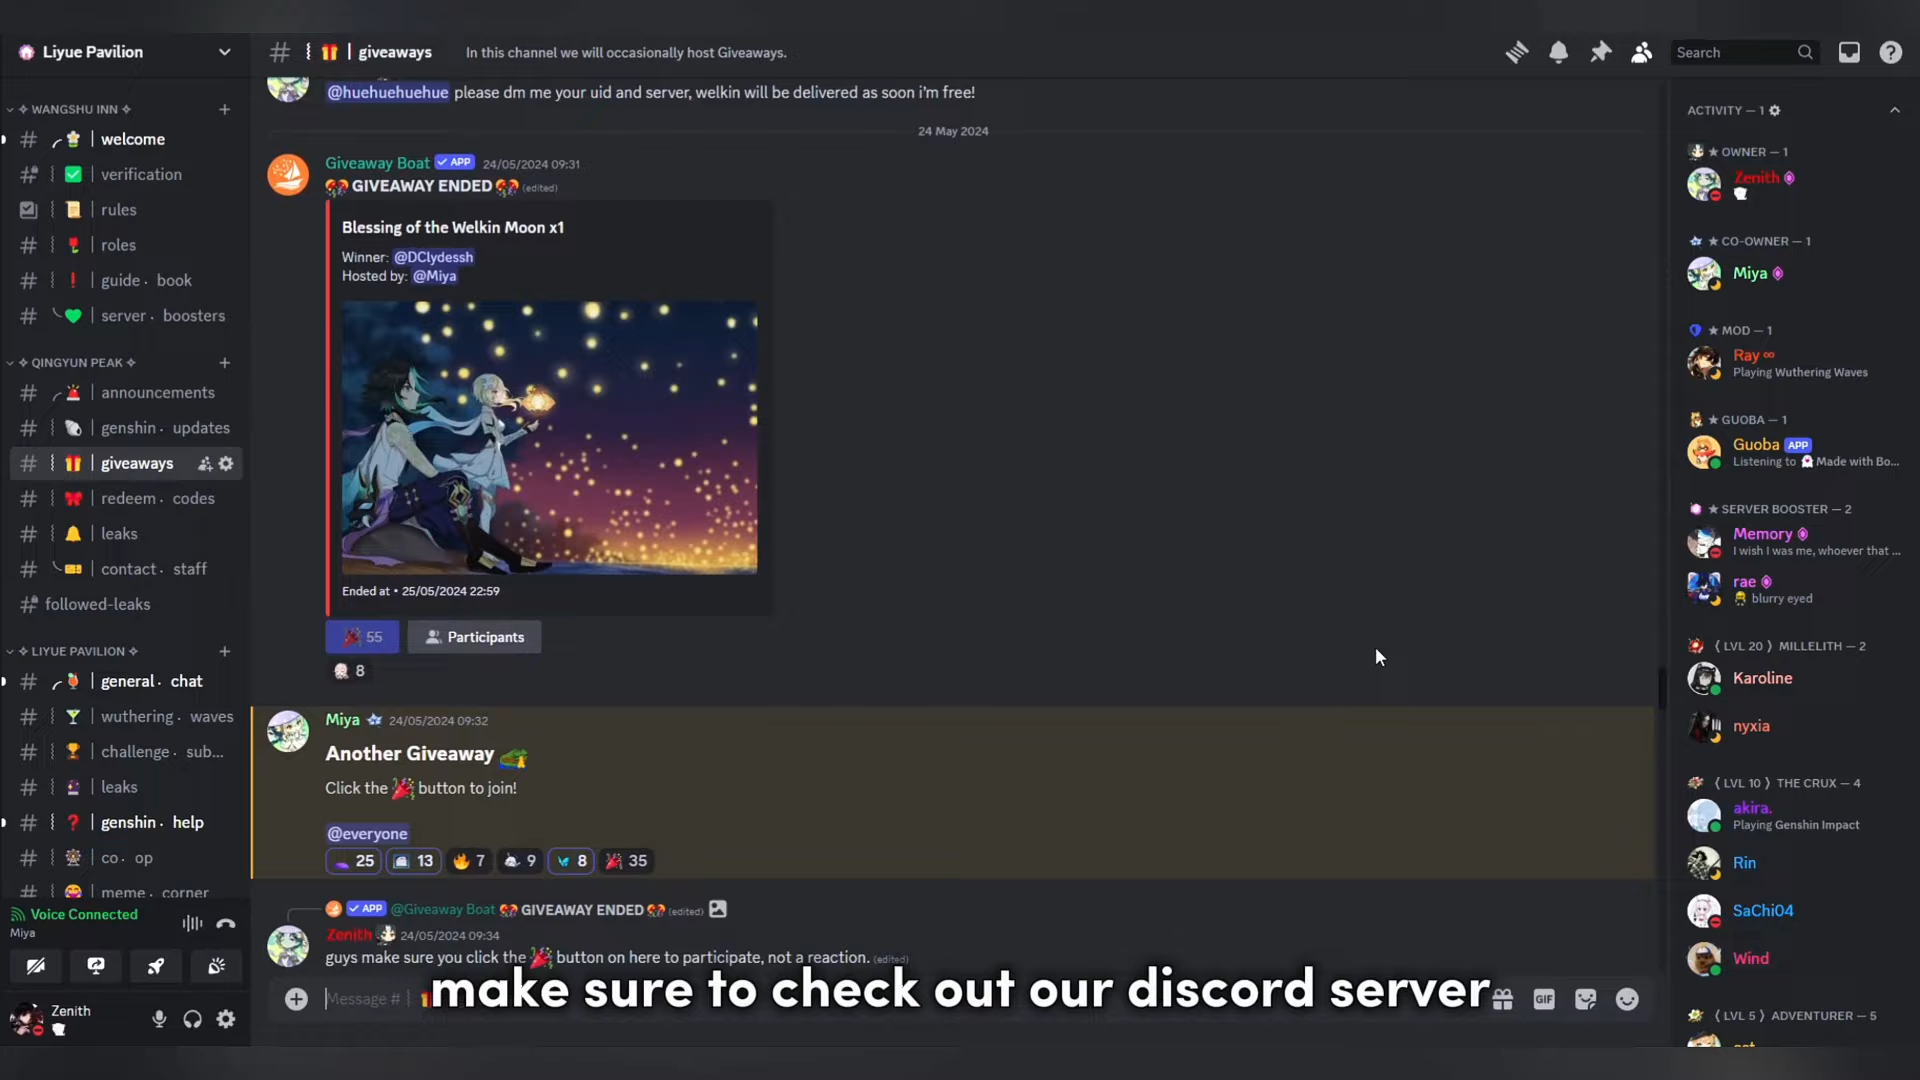 Liyue Pavilion
WANGSHU INN
welcome
verification
rules
roles
guide · book
server · boosters
QINGYUN PEAK
announcements
genshin · updates
giveaways
redeem · codes
leaks
contact · staff
followed-leaks
LIYUE PAVILION
general · chat
wuthering · waves
challenge · sub...
leaks
genshin · help
co · op
meme · corner
Voice Connected
Miya
Zenith
giveaways In this channel we will occasionally host Giveaways.
Search
@huehuehuehue please dm me your uid and server, welkin will be delivered as soon i'm free!
24 May 2024
Giveaway Boat APP 24/05/2024 09:31
GIVEAWAY ENDED (edited)
Blessing of the Welkin Moon x1
Winner: @DClydessh
Hosted by: @Miya
Ended at • 25/05/2024 22:59
55 Participants
8
Miya 24/05/2024 09:32
Another Giveaway
Click the button to join!
@everyone
25 13 7 9 8 35
APP @Giveaway Boat GIVEAWAY ENDED (edited)
Zenith 24/05/2024 09:34
guys make sure you click the button on here to participate, not a reaction. (edited)
Message #
GIF
make sure to check out our discord server
ACTIVITY — 1
OWNER — 1
Zenith
CO-OWNER — 1
Miya
MOD — 1
Ray ∞
Playing Wuthering Waves
GUOBA — 1
Guoba APP
Listening to Made with Bo...
SERVER BOOSTER — 2
Memory
I wish I was me, whoever that ...
rae
blurry eyed
( LVL 20 ) MILLELITH — 2
Karoline
nyxia
( LVL 10 ) THE CRUX — 4
akira.
Playing Genshin Impact
Rin
SaChi04
Wind
( LVL 5 ) ADVENTURER — 5